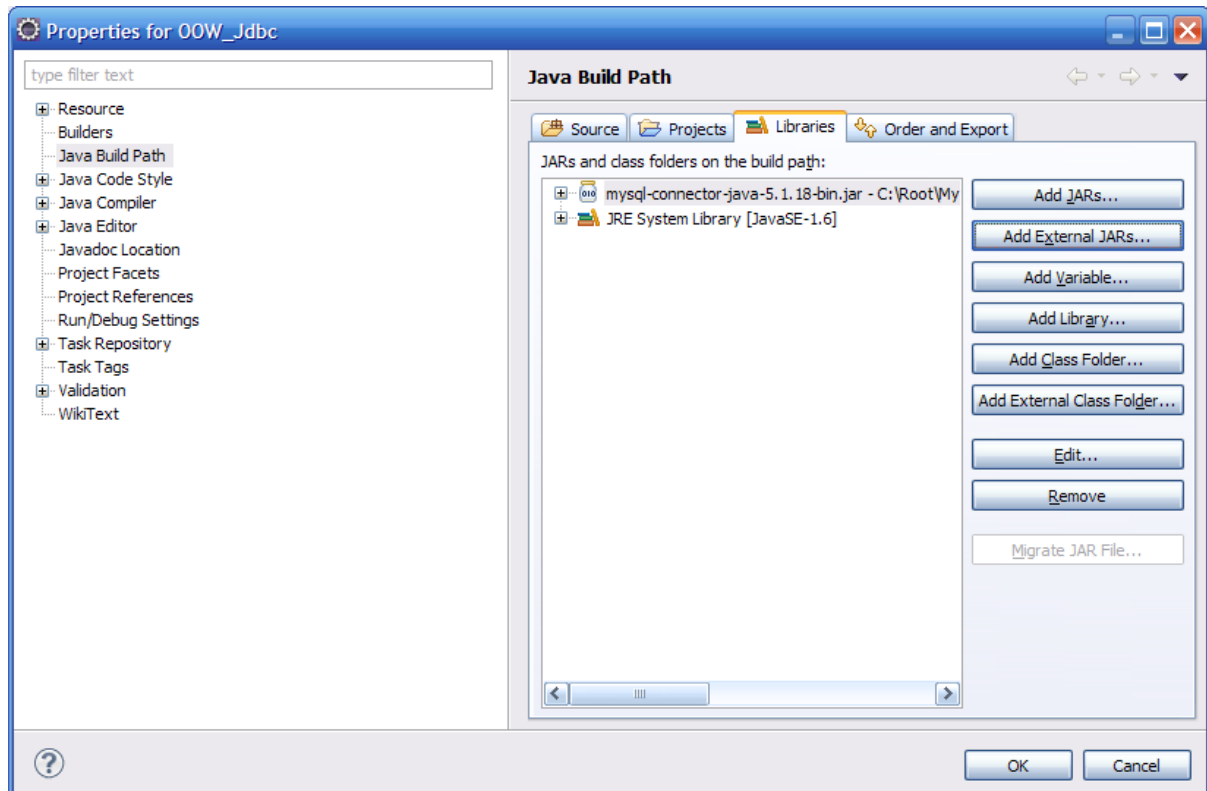 Properties for OOW_Jdbc
type filter text
Resource
Builders
Java Build Path
Java Code Style
Java Compiler
Java Editor
Javadoc Location
Project Facets
Project References
Run/Debug Settings
Task Repository
Task Tags
Validation
WikiText
Java Build Path
Source
Projects
Libraries
Order and Export
JARs and class folders on the build path:
mysql-connector-java-5.1.18-bin.jar - C:\Root\My
JRE System Library [JavaSE-1.6]
Add JARs...
Add External JARs...
Add Variable...
Add Library...
Add Class Folder...
Add External Class Folder...
Edit...
Remove
Migrate JAR File...
OK
Cancel